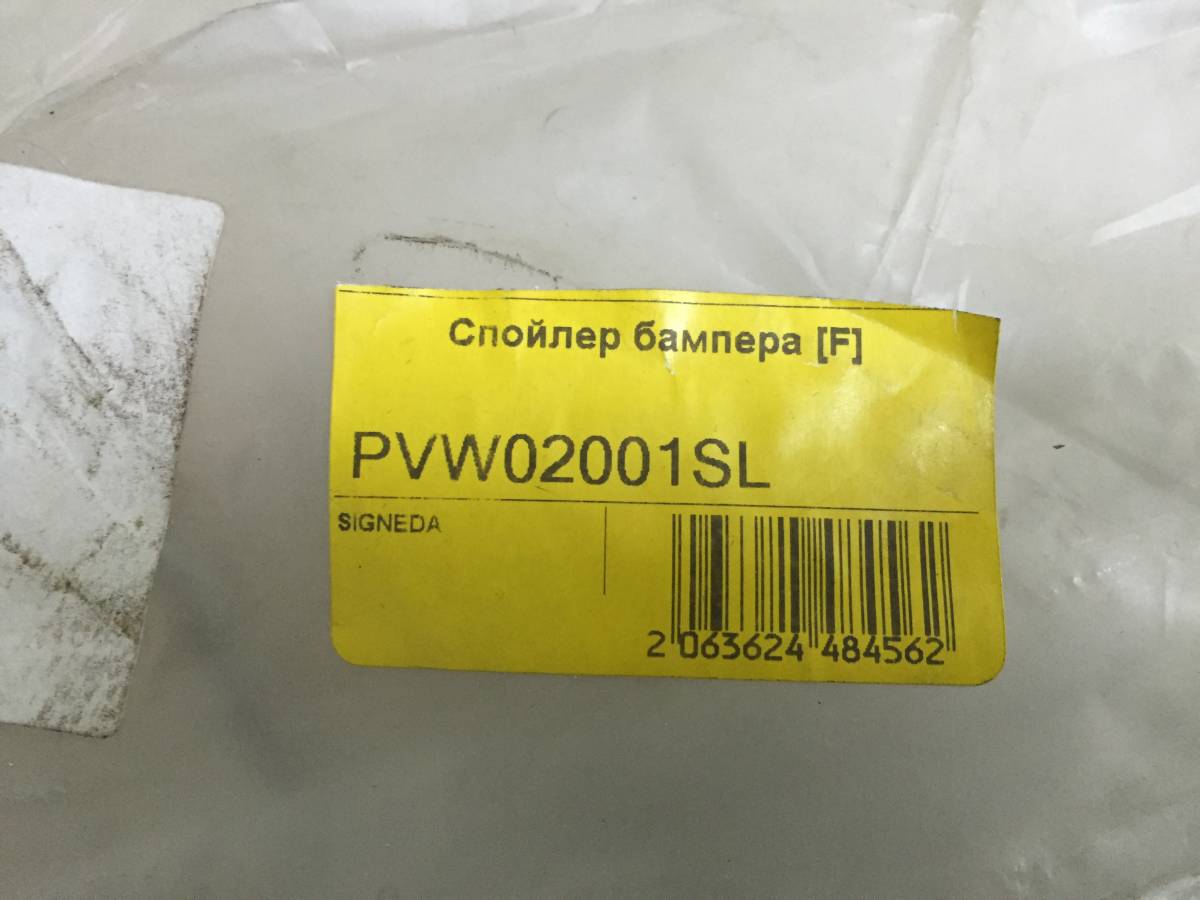 Спойлер бампера [F]
PVW02001SL
SIGNEDA
2 063624 484562